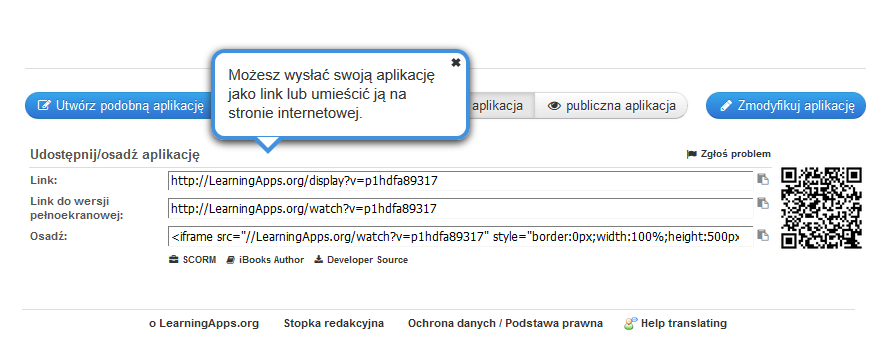 Możesz wysłać swoją aplikację
jako link lub umieścić ją na
stronie internetowej.
Utwórz podobną aplikację
aplikacja
publiczna aplikacja
Zmodyfikuj aplikację
Udostępnij/osadź aplikację
Zgłoś problem
Link:
http://LearningApps.org/display?v=p1hdfa89317
Link do wersji
pełnoekranowej:
http://LearningApps.org/watch?v=p1hdfa89317
Osadź:
<iframe src="//LearningApps.org/watch?v=p1hdfa89317" style="border:0px;width:100%;height:500px
SCORM
iBooks Author
Developer Source
o LearningApps.org
Stopka redakcyjna
Ochrona danych / Podstawa prawna
Help translating